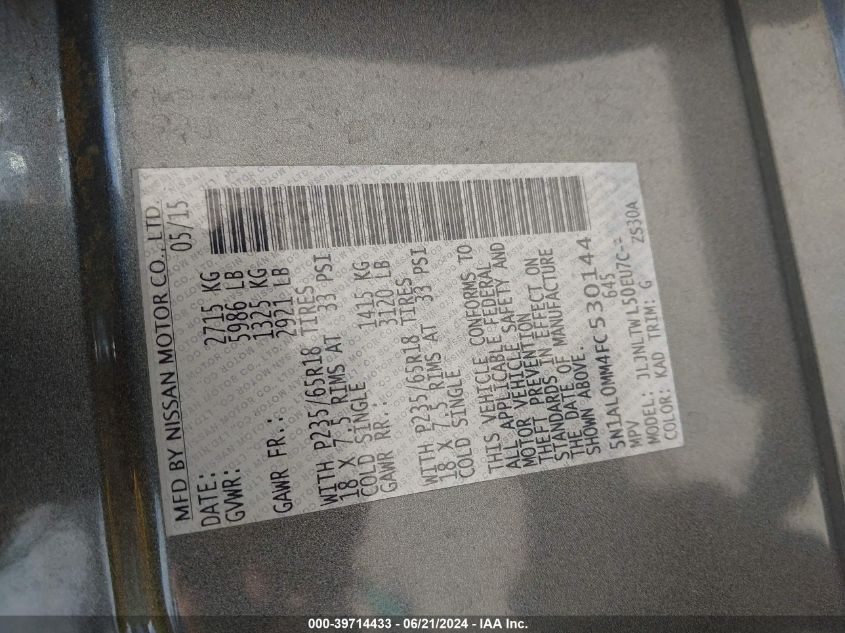 MFD BY NISSAN MOTOR CO., LTD.
DATE: 05/15
GVWR: 2715 KG
5986 LB
1325 KG
GAWR FR.: 2921 LB
WITH P235/65R18 TIRES
18 X 7.5 RIMS AT 33 PSI
COLD SINGLE
GAWR RR.: 1415 KG
3120 LB
WITH P235/65R18 TIRES
18 X 7.5 RIMS AT 33 PSI
COLD SINGLE
THIS VEHICLE CONFORMS TO
ALL APPLICABLE FEDERAL
MOTOR VEHICLE SAFETY AND
THEFT PREVENTION
STANDARDS IN EFFECT ON
THE DATE OF MANUFACTURE
SHOWN ABOVE.
5N1AL0MM4FC530144
MPV 645
MODEL: JLJNLTWL50EU7C-- ZS30A
COLOR: KAD TRIM: G
000-39714433 - 06/21/2024 - IAA Inc.